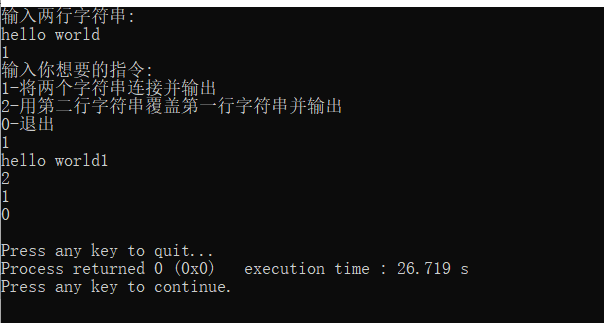 输入两行字符串:
hello world
1
输入你想要的指令:
1-将两个字符串连接并输出
2-用第二行字符串覆盖第一行字符串并输出
0-退出
1
hello world1
2
1
0
Press any key to quit...
Process returned 0 (0x0)   execution time : 26.719 s
Press any key to continue.